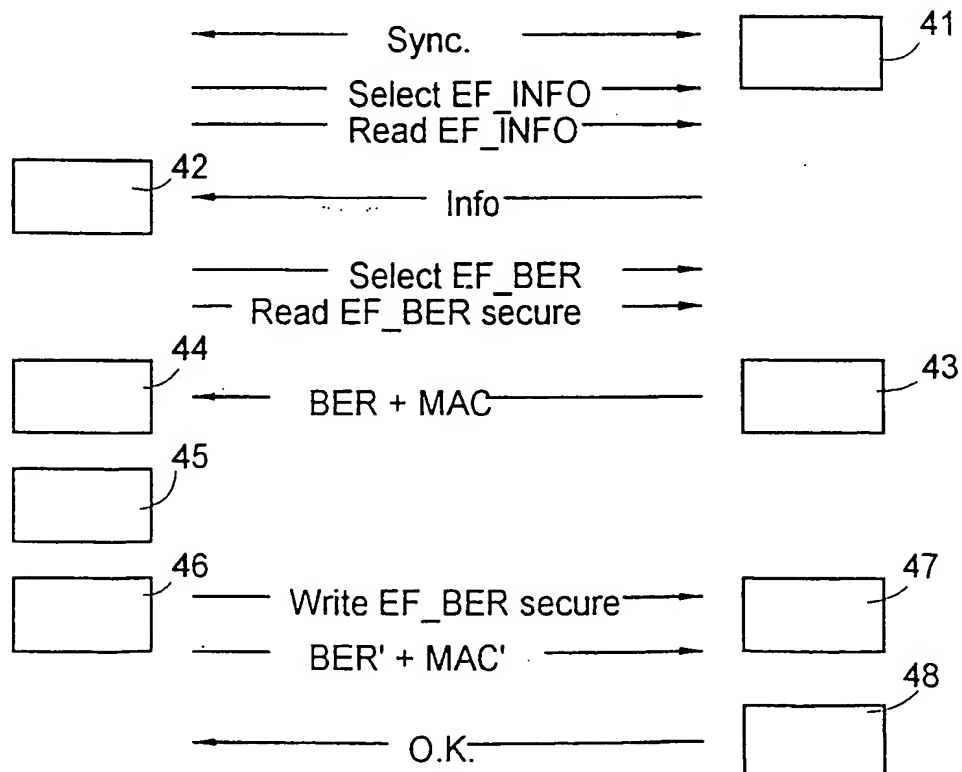 Sync.
41
Select EF_INFO
Read EF_INFO
42
Info
Select EF_BER
Read EF_BER secure
44
BER + MAC
43
45
46
Write EF_BER secure
47
BER' + MAC'
48
O.K.